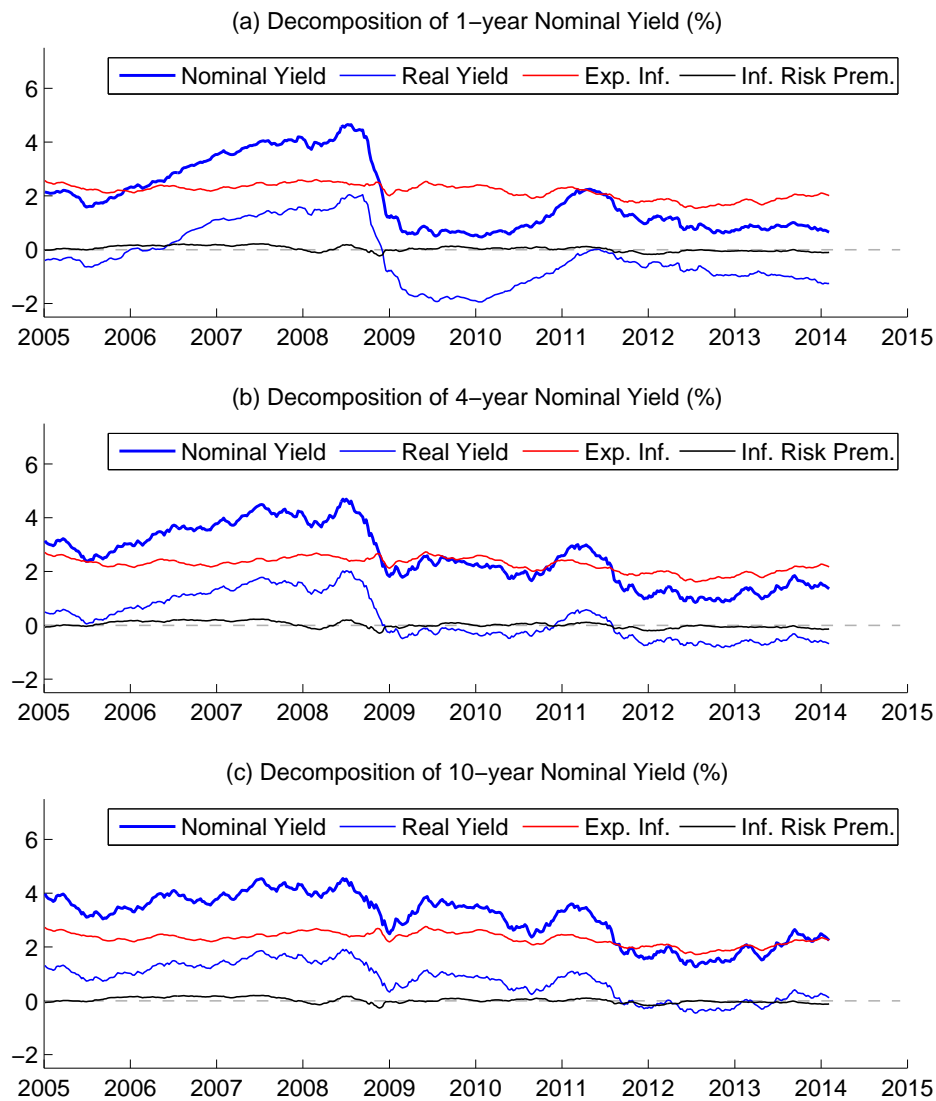 (a) Decomposition of 1−year Nominal Yield (%)
Nominal Yield Real Yield Exp. Inf. Inf. Risk Prem.
6
4
2
0
−2
2005 2006 2007 2008 2009 2010 2011 2012 2013 2014 2015
(b) Decomposition of 4−year Nominal Yield (%)
Nominal Yield Real Yield Exp. Inf. Inf. Risk Prem.
6
4
2
0
−2
2005 2006 2007 2008 2009 2010 2011 2012 2013 2014 2015
(c) Decomposition of 10−year Nominal Yield (%)
Nominal Yield Real Yield Exp. Inf. Inf. Risk Prem.
6
4
2
0
−2
2005 2006 2007 2008 2009 2010 2011 2012 2013 2014 2015